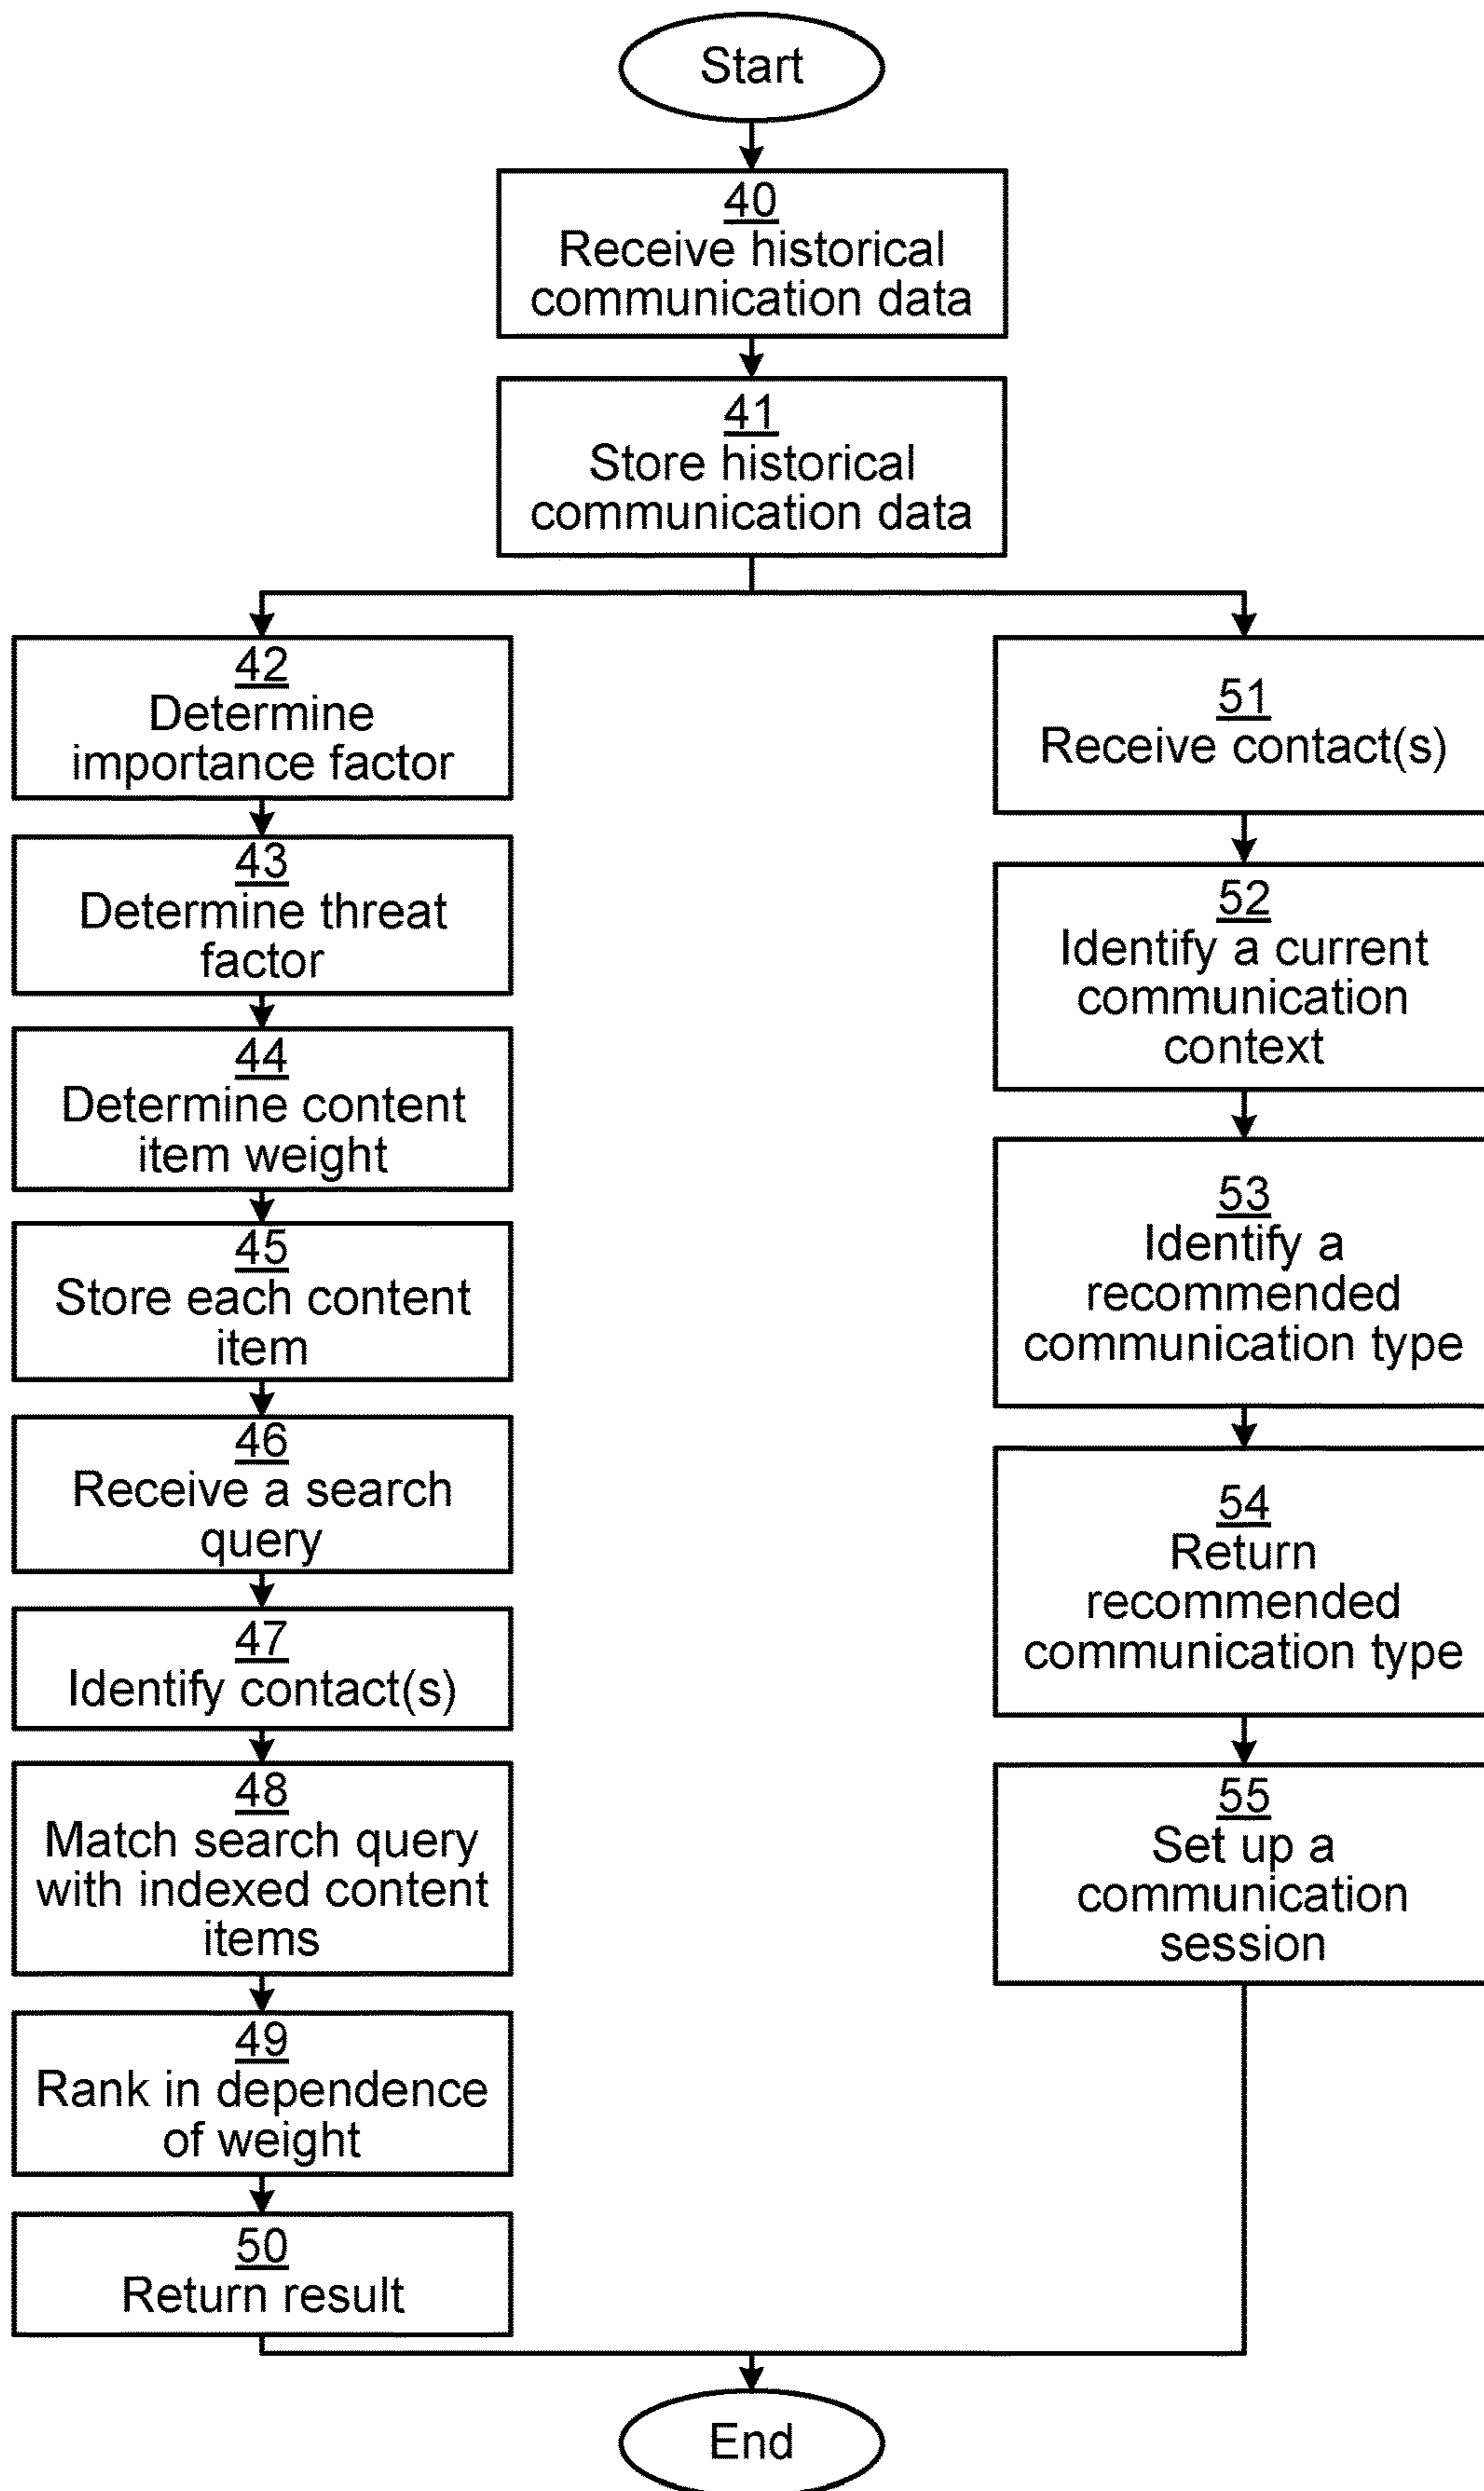 Start
40
Receive historical
communication data
41
Store historical
communication data
42
Determine
importance factor
43
Determine threat
factor
44
Determine content
item weight
45
Store each content
item
46
Receive a search
query
47
Identify contact(s)
48
Match search query
with indexed content
items
49
Rank in dependence
of weight
50
Return result
51
Receive contact(s)
52
Identify a current
communication
context
53
Identify a
recommended
communication type
54
Return
recommended
communication type
55
Set up a
communication
session
End